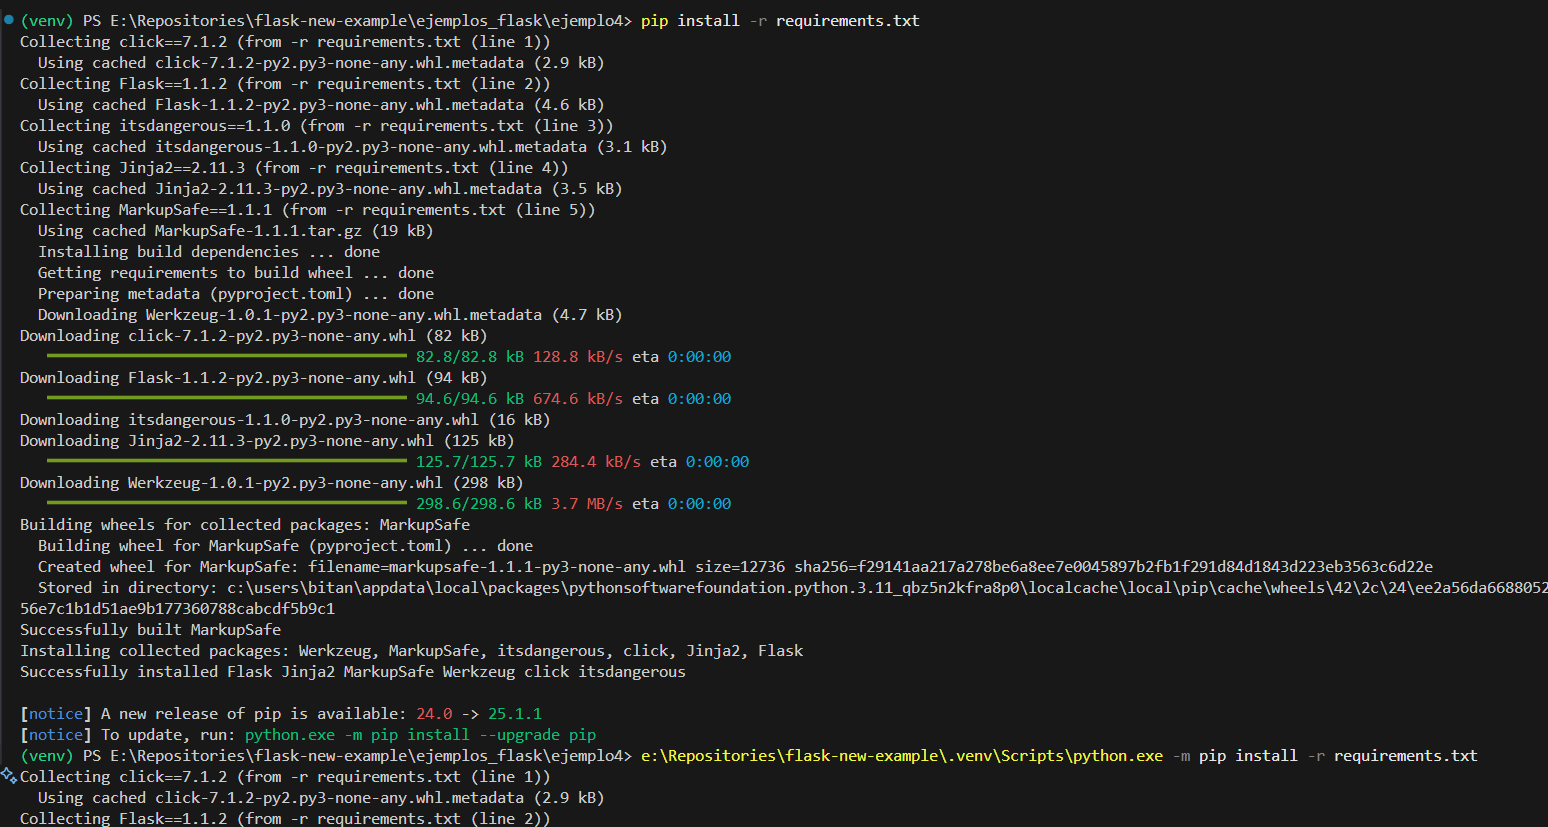 (venv) PS E:\Repositories\flask-new-example\ejemplos_flask\ejemplo4> pip install -r requirements.txt
Collecting click==7.1.2 (from -r requirements.txt (line 1))
  Using cached click-7.1.2-py2.py3-none-any.whl.metadata (2.9 kB)
Collecting Flask==1.1.2 (from -r requirements.txt (line 2))
  Using cached Flask-1.1.2-py2.py3-none-any.whl.metadata (4.6 kB)
Collecting itsdangerous==1.1.0 (from -r requirements.txt (line 3))
  Using cached itsdangerous-1.1.0-py2.py3-none-any.whl.metadata (3.1 kB)
Collecting Jinja2==2.11.3 (from -r requirements.txt (line 4))
  Using cached Jinja2-2.11.3-py2.py3-none-any.whl.metadata (3.5 kB)
Collecting MarkupSafe==1.1.1 (from -r requirements.txt (line 5))
  Using cached MarkupSafe-1.1.1.tar.gz (19 kB)
  Installing build dependencies ... done
  Getting requirements to build wheel ... done
  Preparing metadata (pyproject.toml) ... done
  Downloading Werkzeug-1.0.1-py2.py3-none-any.whl.metadata (4.7 kB)
Downloading click-7.1.2-py2.py3-none-any.whl (82 kB)
82.8/82.8 kB 128.8 kB/s eta 0:00:00
Downloading Flask-1.1.2-py2.py3-none-any.whl (94 kB)
94.6/94.6 kB 674.6 kB/s eta 0:00:00
Downloading itsdangerous-1.1.0-py2.py3-none-any.whl (16 kB)
Downloading Jinja2-2.11.3-py2.py3-none-any.whl (125 kB)
125.7/125.7 kB 284.4 kB/s eta 0:00:00
Downloading Werkzeug-1.0.1-py2.py3-none-any.whl (298 kB)
298.6/298.6 kB 3.7 MB/s eta 0:00:00
Building wheels for collected packages: MarkupSafe
  Building wheel for MarkupSafe (pyproject.toml) ... done
  Created wheel for MarkupSafe: filename=markupsafe-1.1.1-py3-none-any.whl size=12736 sha256=f29141aa217a278be6a8ee7e0045897b2fb1f291d84d1843d223eb3563c6d22e
  Stored in directory: c:\users\bitan\appdata\local\packages\pythonsoftwarefoundation.python.3.11_qbz5n2kfra8p0\localcache\local\pip\cache\wheels\42\2c\24\ee2a56da6688052
56e7c1b1d51ae9b177360788cabcdf5b9c1
Successfully built MarkupSafe
Installing collected packages: Werkzeug, MarkupSafe, itsdangerous, click, Jinja2, Flask
Successfully installed Flask Jinja2 MarkupSafe Werkzeug click itsdangerous
[notice] A new release of pip is available: 24.0 -> 25.1.1
[notice] To update, run: python.exe -m pip install --upgrade pip
(venv) PS E:\Repositories\flask-new-example\ejemplos_flask\ejemplo4> e:\Repositories\flask-new-example\.venv\Scripts\python.exe -m pip install -r requirements.txt
Collecting click==7.1.2 (from -r requirements.txt (line 1))
  Using cached click-7.1.2-py2.py3-none-any.whl.metadata (2.9 kB)
Collecting Flask==1.1.2 (from -r requirements.txt (line 2))